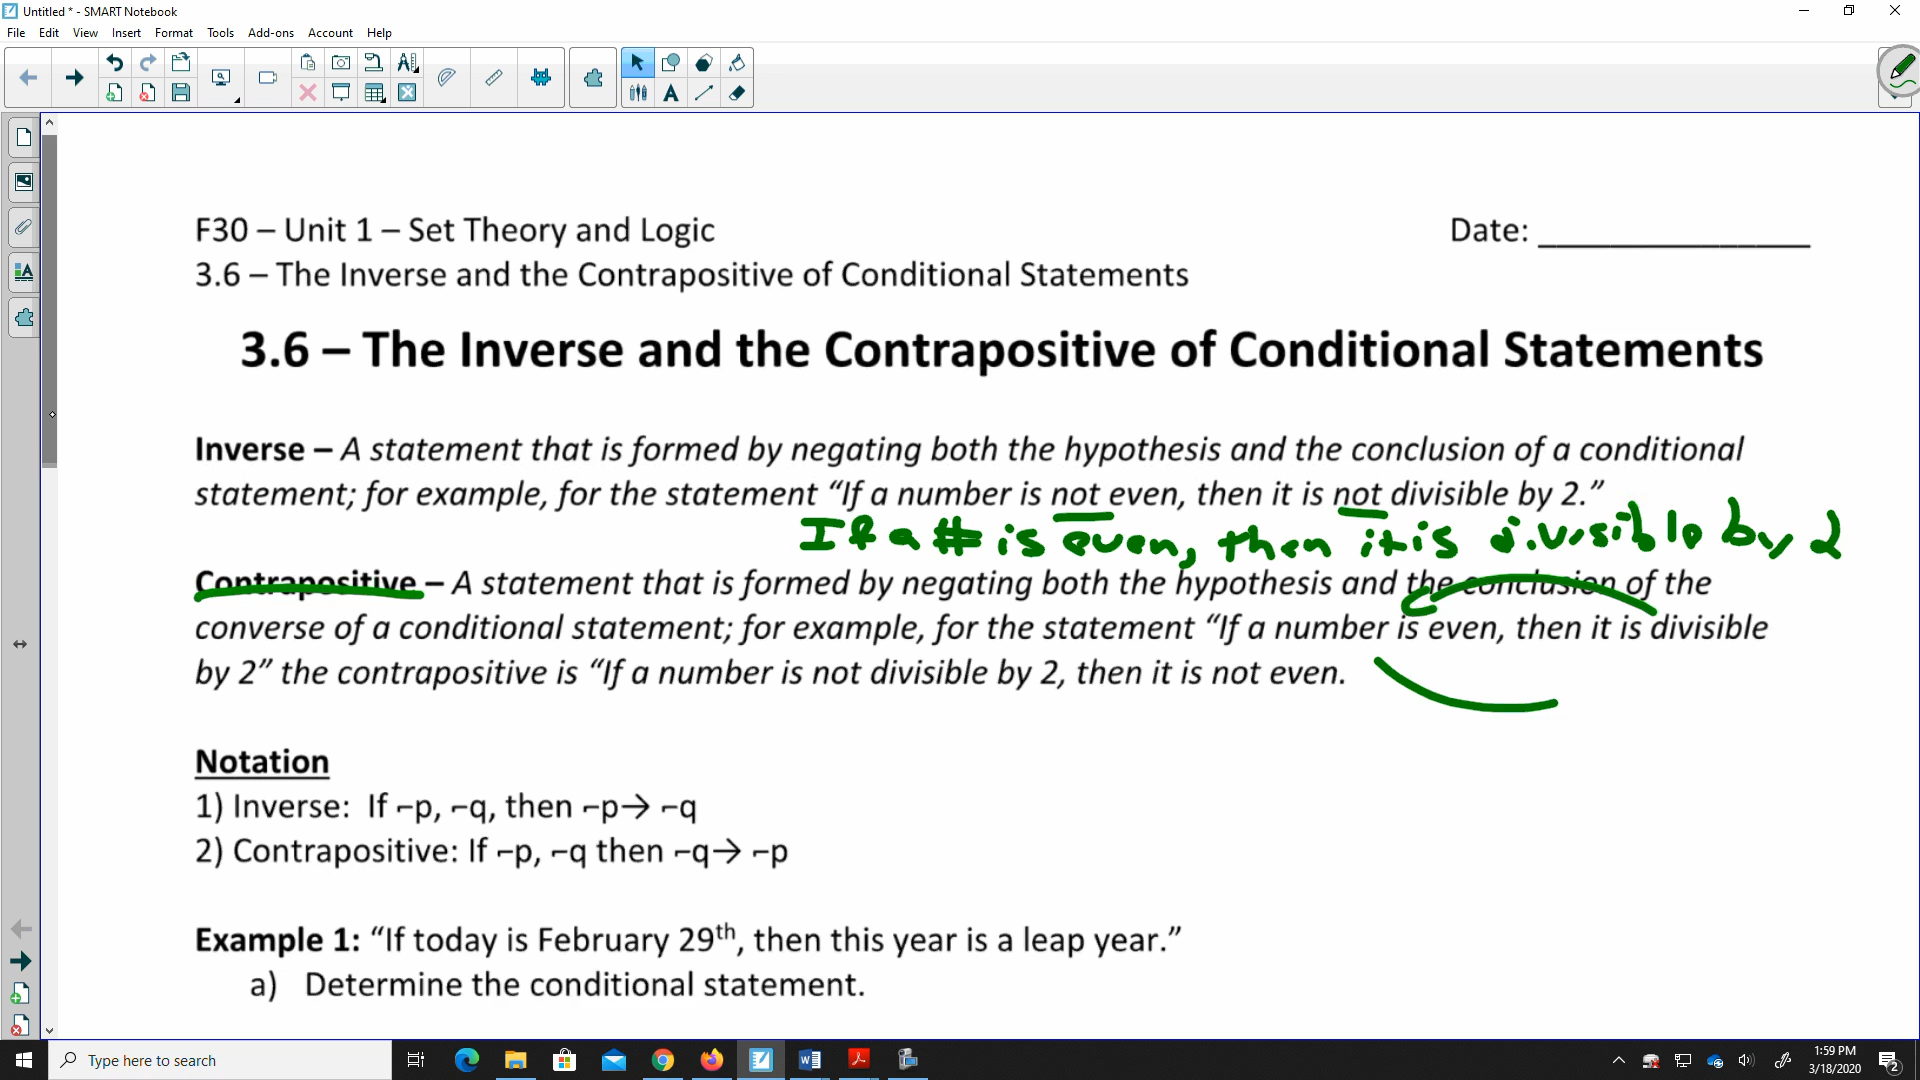 Untitled * - SMART Notebook
File Edit View Insert Format Tools Add-ons Account Help
F30 – Unit 1 – Set Theory and Logic Date: _______________
3.6 – The Inverse and the Contrapositive of Conditional Statements
3.6 – The Inverse and the Contrapositive of Conditional Statements
Inverse – A statement that is formed by negating both the hypothesis and the conclusion of a conditional
statement; for example, for the statement “If a number is not even, then it is not divisible by 2.”
If a # is even, then it is divisible by 2
Contrapositive – A statement that is formed by negating both the hypothesis and the conclusion of the
converse of a conditional statement; for example, for the statement “If a number is even, then it is divisible
by 2” the contrapositive is “If a number is not divisible by 2, then it is not even.
Notation
1) Inverse: If ¬p, ¬q, then ¬p→ ¬q
2) Contrapositive: If ¬p, ¬q then ¬q→ ¬p
Example 1: “If today is February 29th, then this year is a leap year.”
a) Determine the conditional statement.
Type here to search
1:59 PM
3/18/2020
2